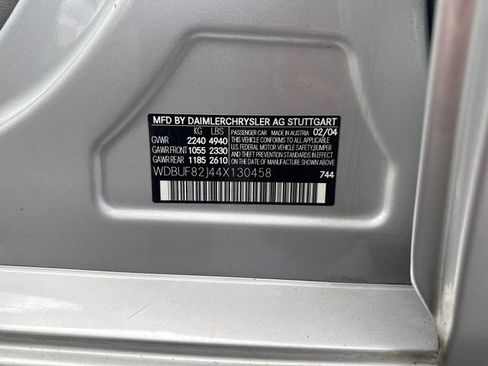 MFD BY DAIMLERCHRYSLER AG STUTTGART
KG LBS PASSENGER CAR MADE IN AUSTRIA 02/04
GVWR 2240 4940 THIS VEHICLE CONFORMS TO ALL APPLICABLE
GAWR FRONT 1055 2330 U.S. FEDERAL MOTOR VEHICLE SAFETY,BUMPER,
GAWR REAR 1185 2610 AND THEFT PREVENTION STANDARDS IN EFFECT
ON THE DATE OF MANUFACTURE SHOWN ABOVE.
WDBUF82J44X130458 744